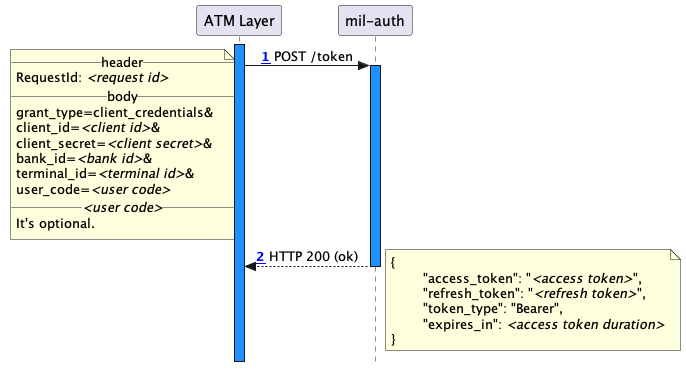 ATM Layer
mil-auth
header
RequestId: <request id>
body
grant_type=client_credentials&
client_id=<client id>&
client_secret=<client secret>&
bank_id=<bank id>&
terminal_id=<terminal id>&
user_code=<user code>
<user code>
It's optional.
1 POST /token
2 HTTP 200 (ok)
{
"access_token": "<access token>",
"refresh_token": "<refresh token>",
"token_type": "Bearer",
"expires_in": <access token duration>
}